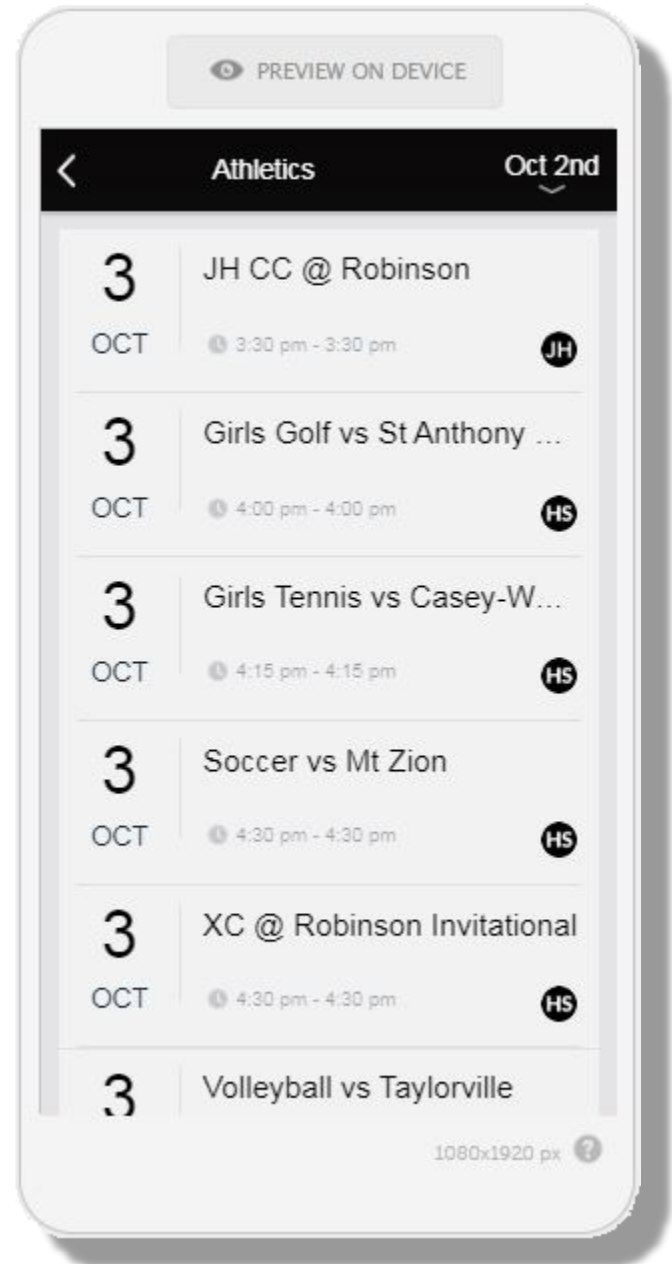 PREVIEW ON DEVICE
Athletics
Oct 2nd
3
OCT
JH CC @ Robinson
3:30 pm - 3:30 pm
JH
3
OCT
Girls Golf vs St Anthony ...
4:00 pm - 4:00 pm
HS
3
OCT
Girls Tennis vs Casey-W...
4:15 pm - 4:15 pm
HS
3
OCT
Soccer vs Mt Zion
4:30 pm - 4:30 pm
HS
3
OCT
XC @ Robinson Invitational
4:30 pm - 4:30 pm
HS
3
Volleyball vs Taylorville
1080x1920 px ?